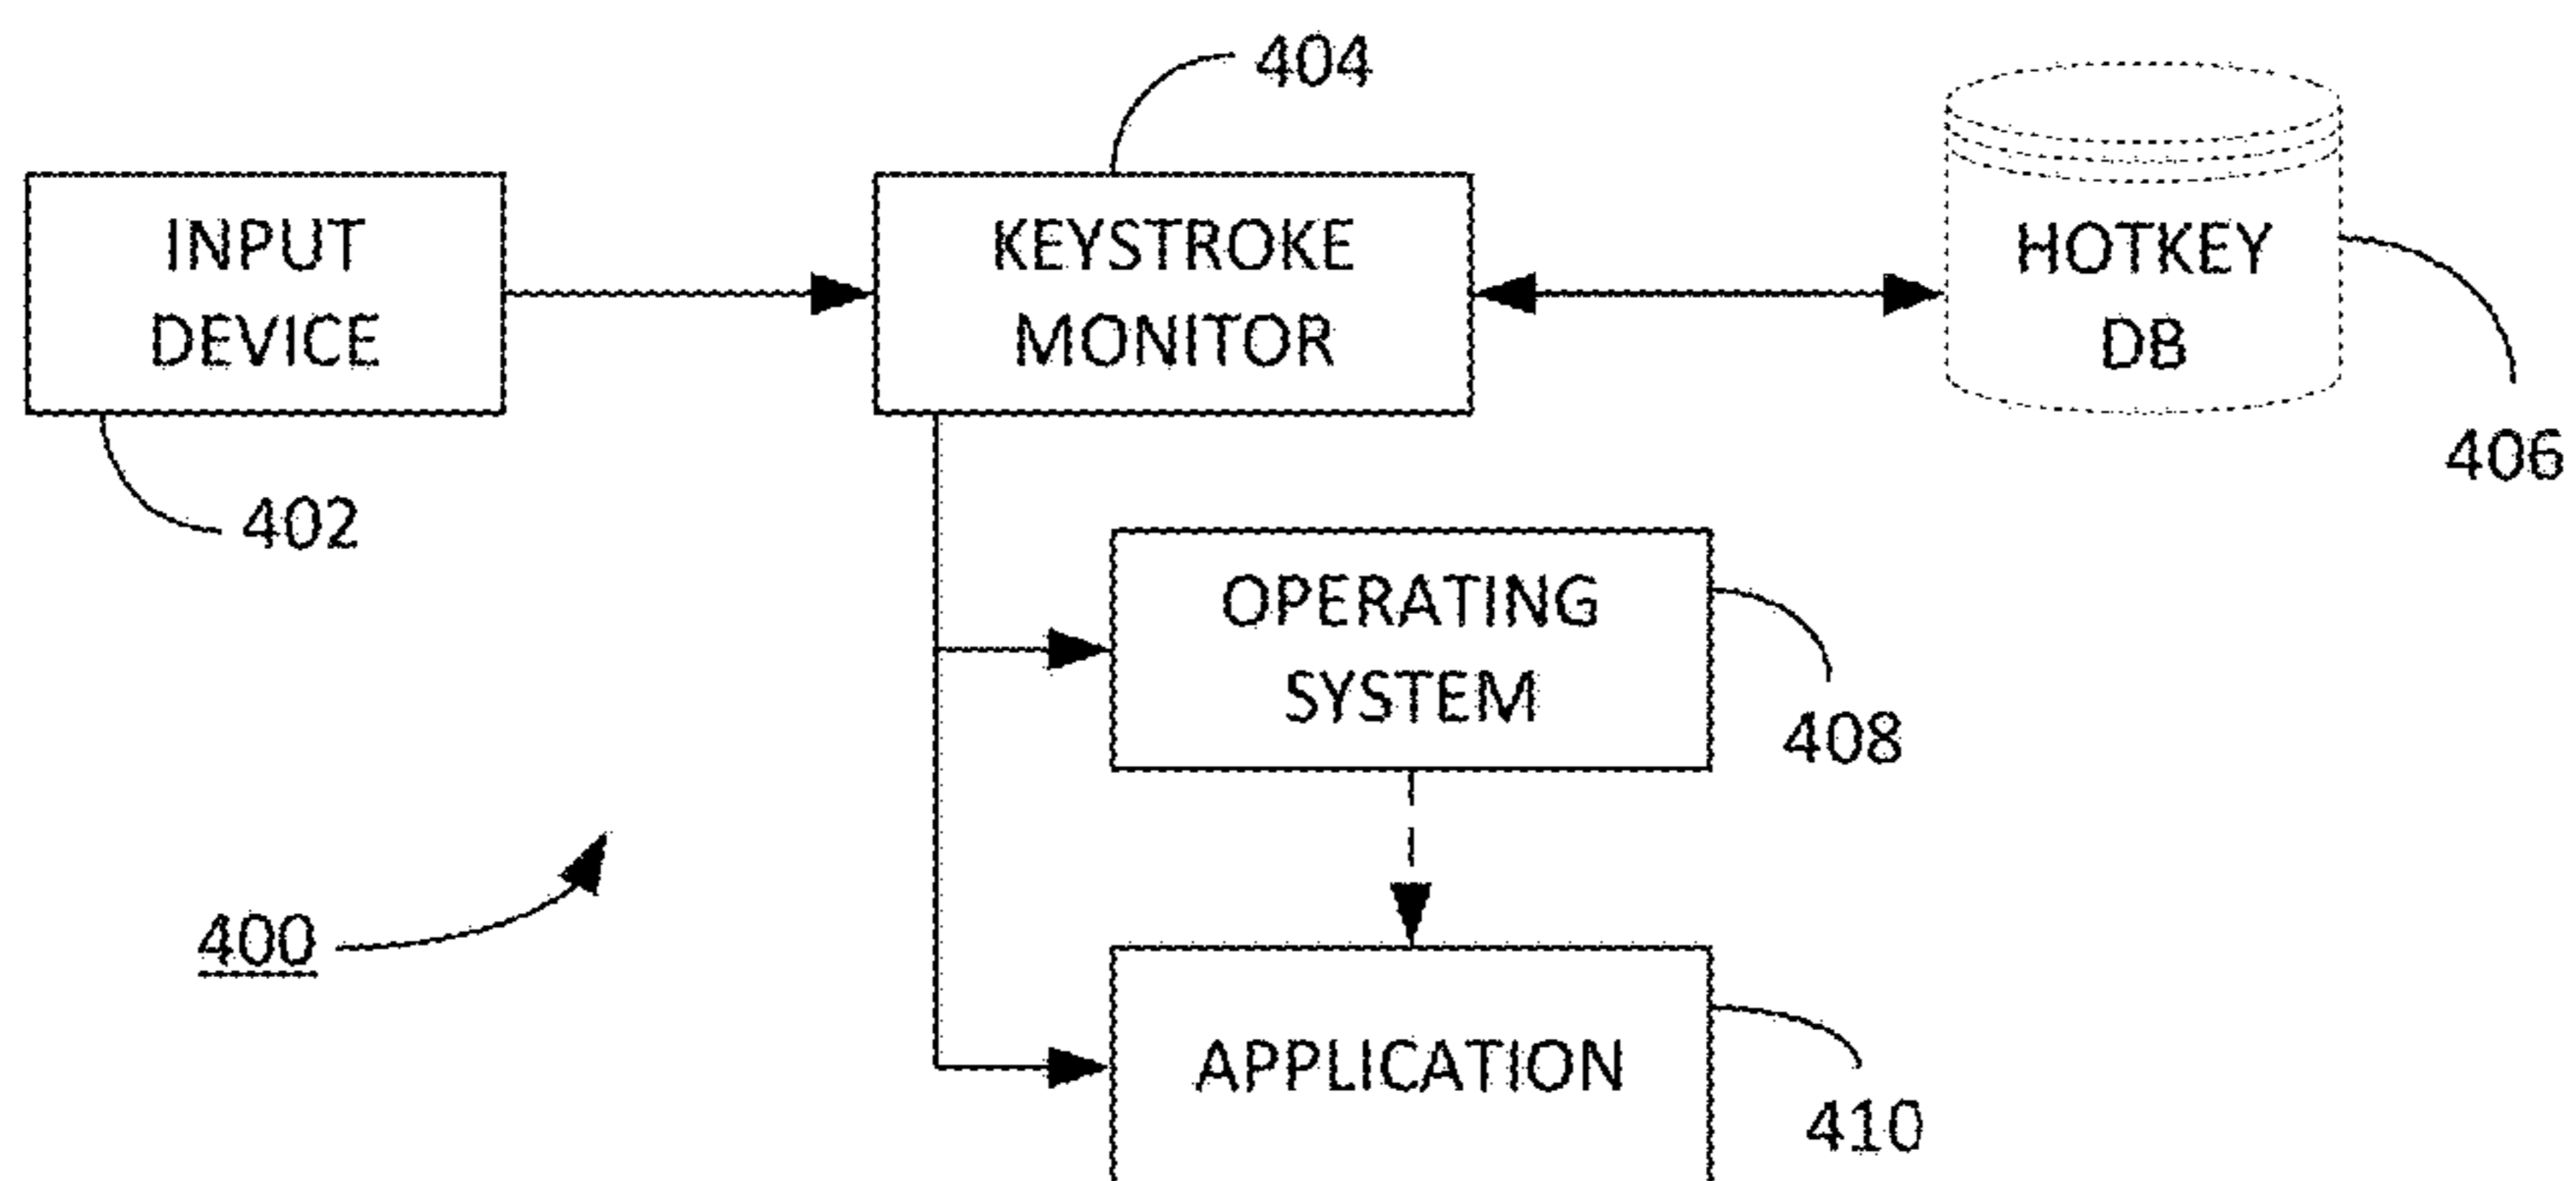 404
INPUT
DEVICE
KEYSTROKE
MONITOR
HOTKEY
DB
406
402
OPERATING
SYSTEM
408
400
APPLICATION
410